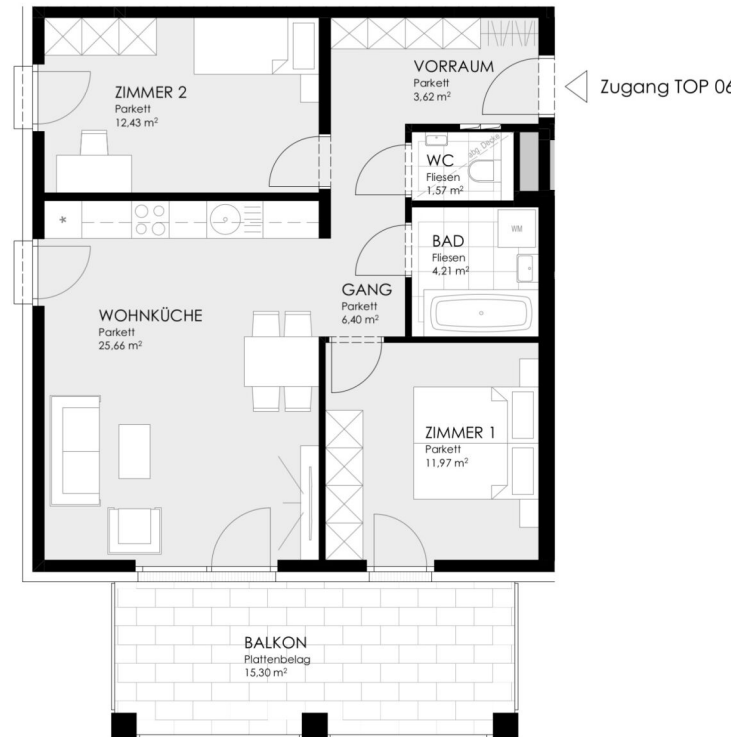 ZIMMER 2
Parkett
12,43 m²
VORRAUM
Parkett
3,62 m²
Zugang TOP 06
WC
Fliesen
1,57 m²
abg. Decke
BAD
Fliesen
4,21 m²
WM
*
WOHNKÜCHE
Parkett
25,66 m²
GANG
Parkett
6,40 m²
ZIMMER 1
Parkett
11,97 m²
BALKON
Plattenbelag
15,30 m²